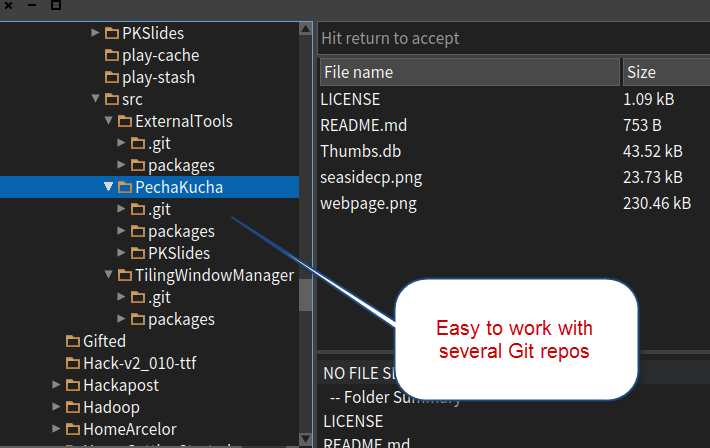 PKSlides
play-cache
play-stash
src
ExternalTools
.git
packages
PechaKucha
.git
packages
PKSlides
TilingWindowManager
.git
packages
Gifted
Hack-v2_010-ttf
Hackapost
Hadoop
HomeArcelor
Hit return to accept
File name Size
LICENSE 1.09 kB
README.md 753 B
Thumbs.db 43.52 kB
seasidecp.png 23.73 kB
webpage.png 230.46 kB
Easy to work with
several Git repos
NO FILE
-- Folder Summary
LICENSE
README.md